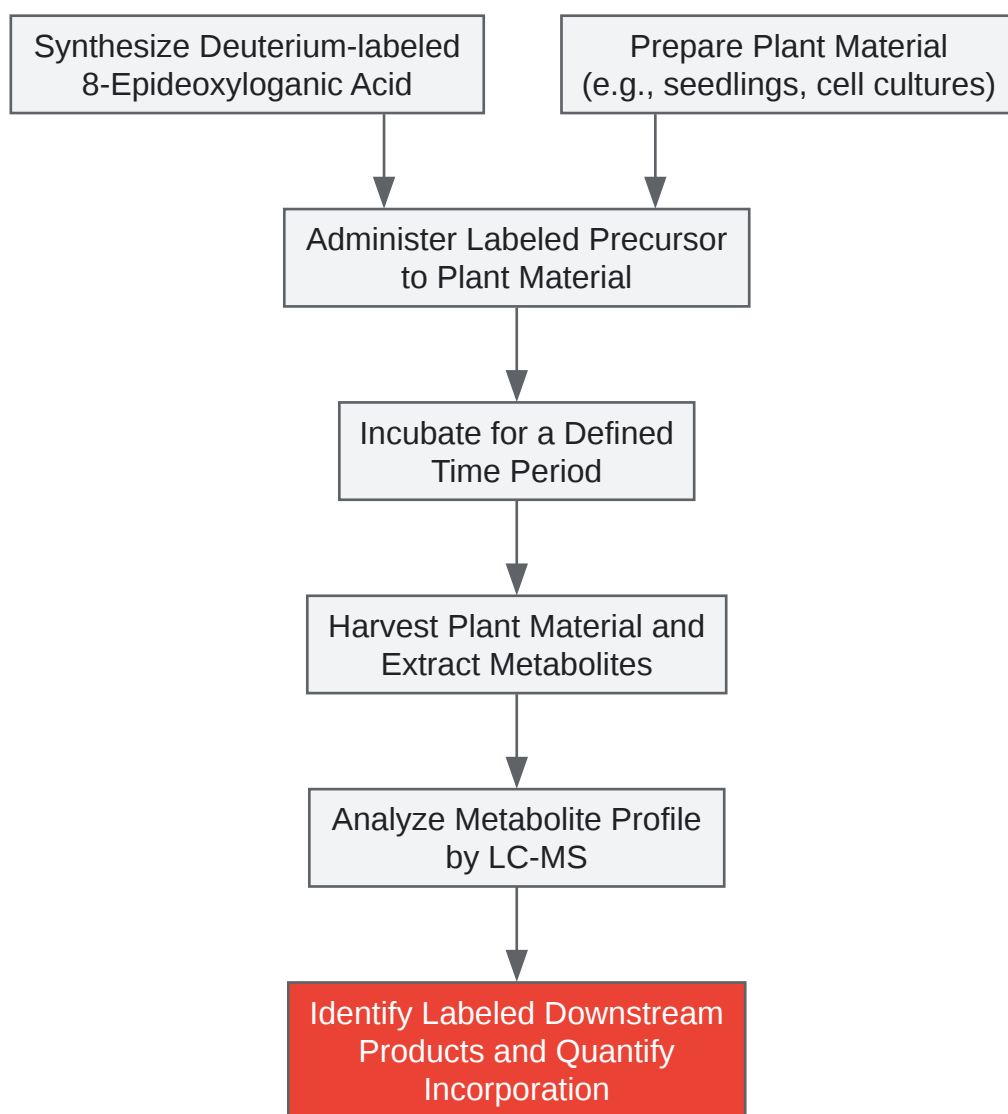 Synthesize Deuterium-labeled
8-Epideoxyloganic Acid
Prepare Plant Material
(e.g., seedlings, cell cultures)
Administer Labeled Precursor
to Plant Material
Incubate for a Defined
Time Period
Harvest Plant Material and
Extract Metabolites
Analyze Metabolite Profile
by LC-MS
Identify Labeled Downstream
Products and Quantify
Incorporation